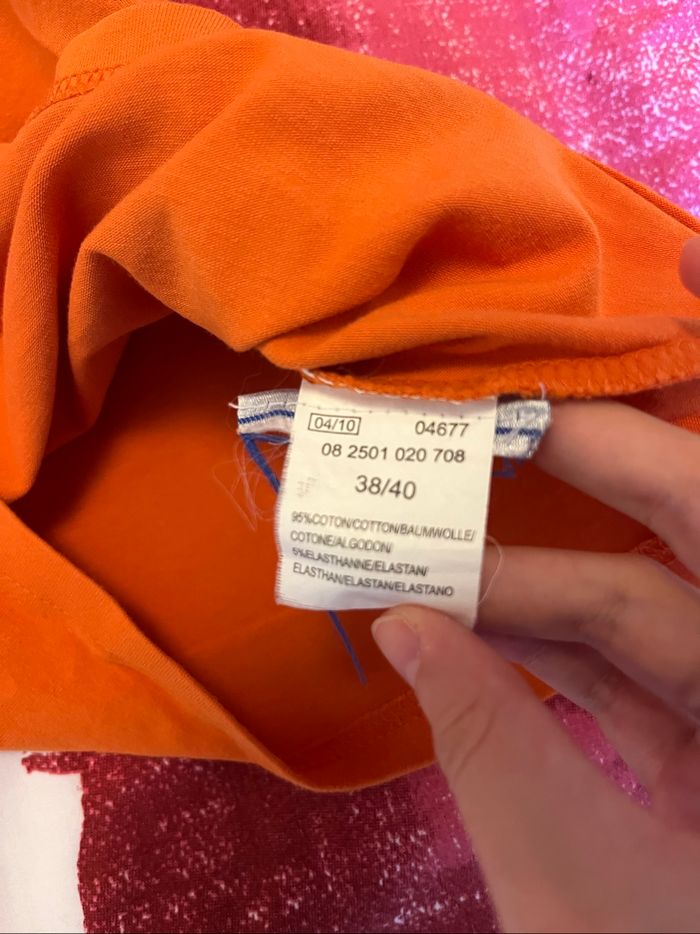 04/10 04677
08 2501 020 708
38/40
95%COTON/COTTON/BAUMWOLLE/
COTONE/ALGODON/
5%ELASTHANNE/ELASTAN/
ELASTHAN/ELASTAN/ELASTANO